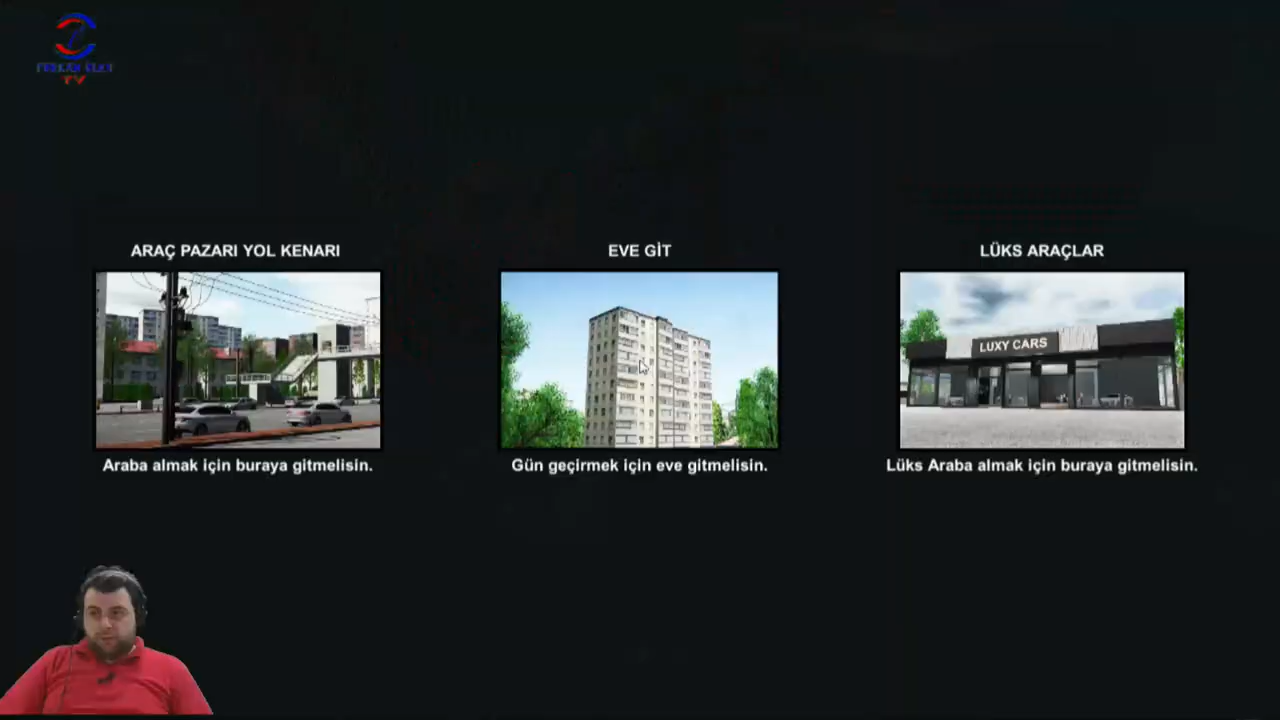 TV
ARAÇ PAZARI YOL KENARI
EVE GİT
LÜKS ARAÇLAR
LUXY CARS
Araba almak için buraya gitmelisin.
Gün geçirmek için eve gitmelisin.
Lüks Araba almak için buraya gitmelisin.